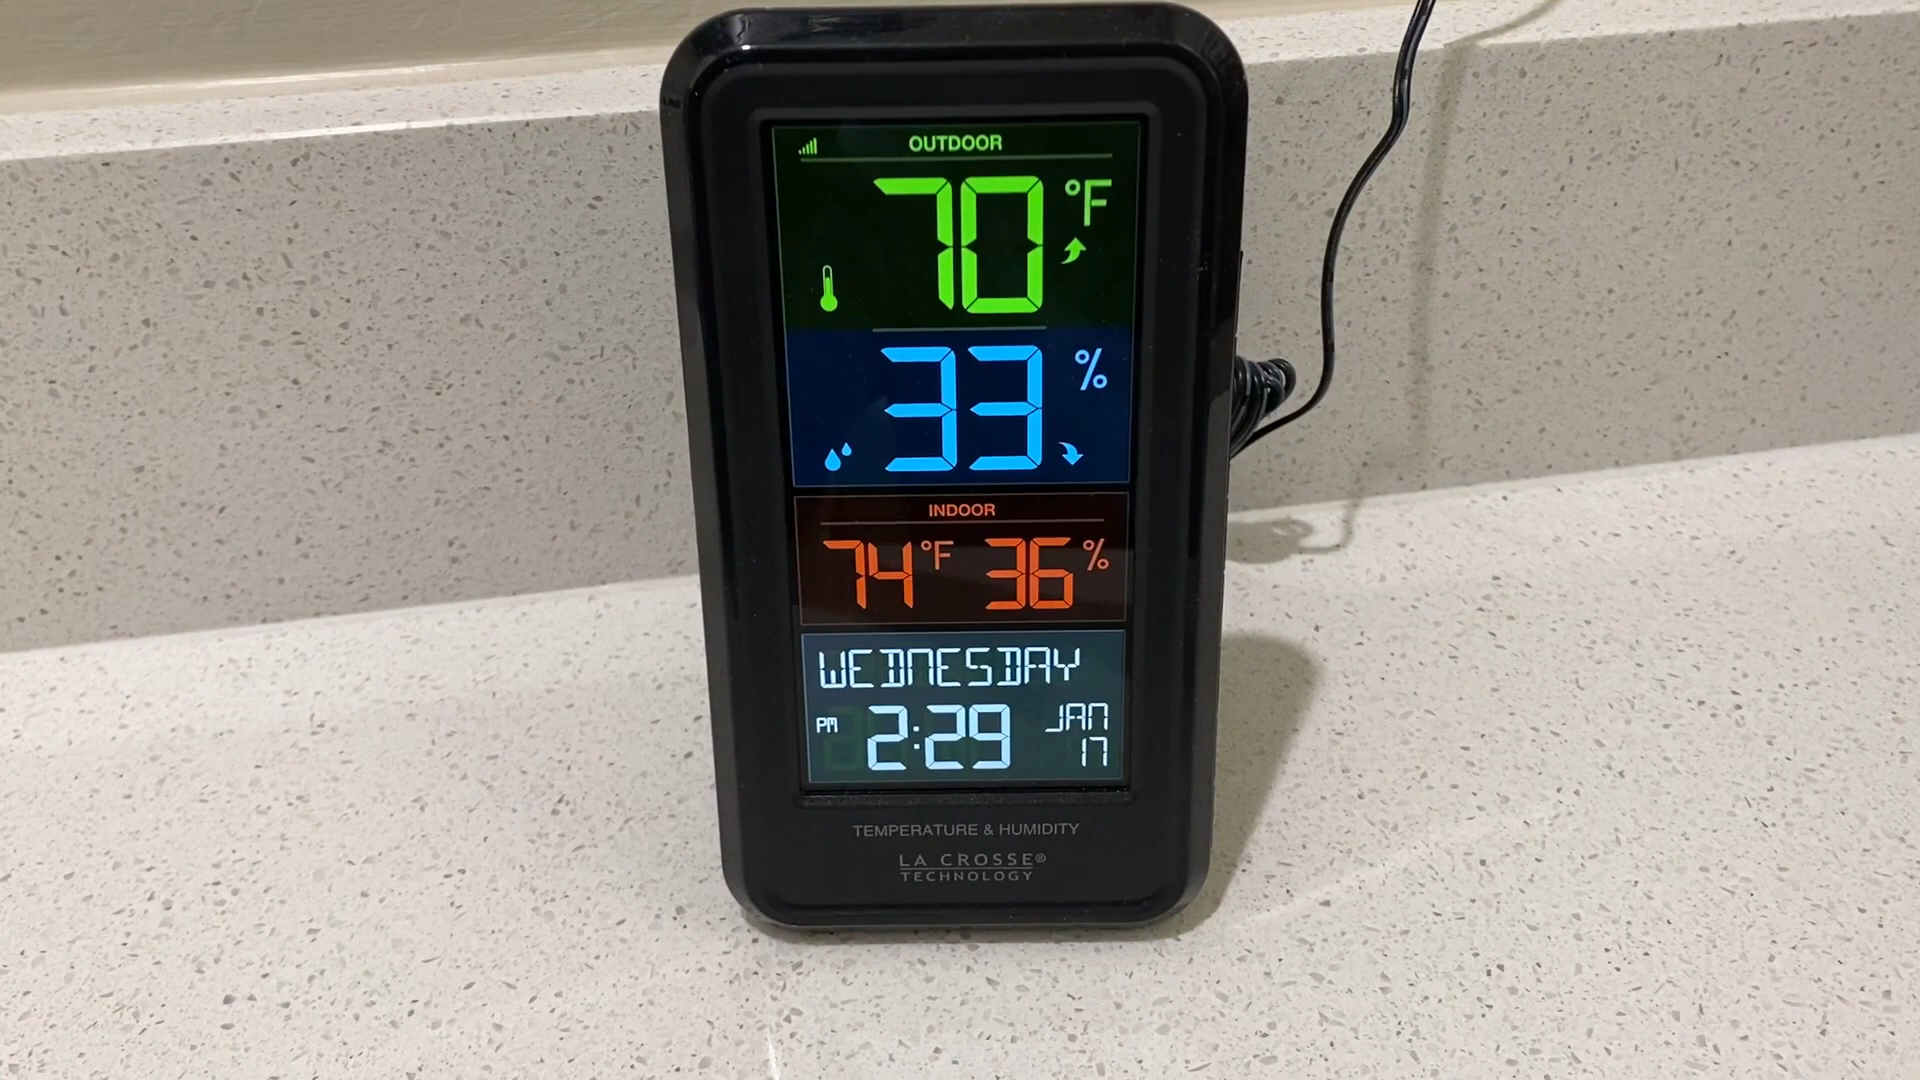 OUTDOOR
70 °F
33 %
INDOOR
74 °F 36 %
WEDNESDAY
PM 2:29 JAN 17
TEMPERATURE & HUMIDITY
LA CROSSE®
TECHNOLOGY